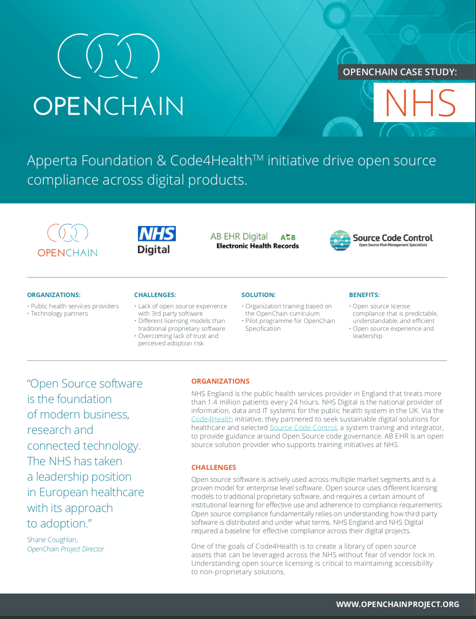 OPENCHAIN CASE STUDY:
OPENCHAIN
NHS
Apperta Foundation & Code4Health™ initiative drive open source
compliance across digital products.
OPENCHAIN
NHS
Digital
AB EHR Digital
Electronic Health Records
Source Code Control
Open Source Risk Management Specialists
ORGANIZATIONS:
• Public health services providers
• Technology partners
CHALLENGES:
• Lack of open source experience
with 3rd party software
• Different licensing models than
traditional proprietary software
• Overcoming lack of trust and
perceived adoption risk
SOLUTION:
• Organization training based on
the OpenChain curriculum
• Pilot programme for OpenChain
Specification
BENEFITS:
• Open source license
compliance that is predictable,
understandable, and efficient
• Open source experience and
leadership
“Open Source software
is the foundation
of modern business,
research and
connected technology.
The NHS has taken
a leadership position
in European healthcare
with its approach
to adoption.”
Shane Coughlan,
OpenChain Project Director
ORGANIZATIONS
NHS England is the public health services provider in England that treats more
than 1.4 million patients every 24 hours. NHS Digital is the national provider of
information, data and IT systems for the public health system in the UK. Via the
Code4Health initiative, they partnered to seek sustainable digital solutions for
healthcare and selected Source Code Control, a system training and integrator,
to provide guidance around Open Source code governance. AB EHR is an open
source solution provider who supports training initiatives at NHS.
CHALLENGES
Open source software is actively used across multiple market segments and is a
proven model for enterprise level software. Open source uses different licensing
models to traditional proprietary software, and requires a certain amount of
institutional learning for effective use and adherence to compliance requirements.
Open source compliance fundamentally relies on understanding how third party
software is distributed and under what terms. NHS England and NHS Digital
required a baseline for effective compliance across their digital projects.
One of the goals of Code4Health is to create a library of open source
assets that can be leveraged across the NHS without fear of vendor lock in.
Understanding open source licensing is critical to maintaining accessibility
to non-proprietary solutions.
WWW.OPENCHAINPROJECT.ORG